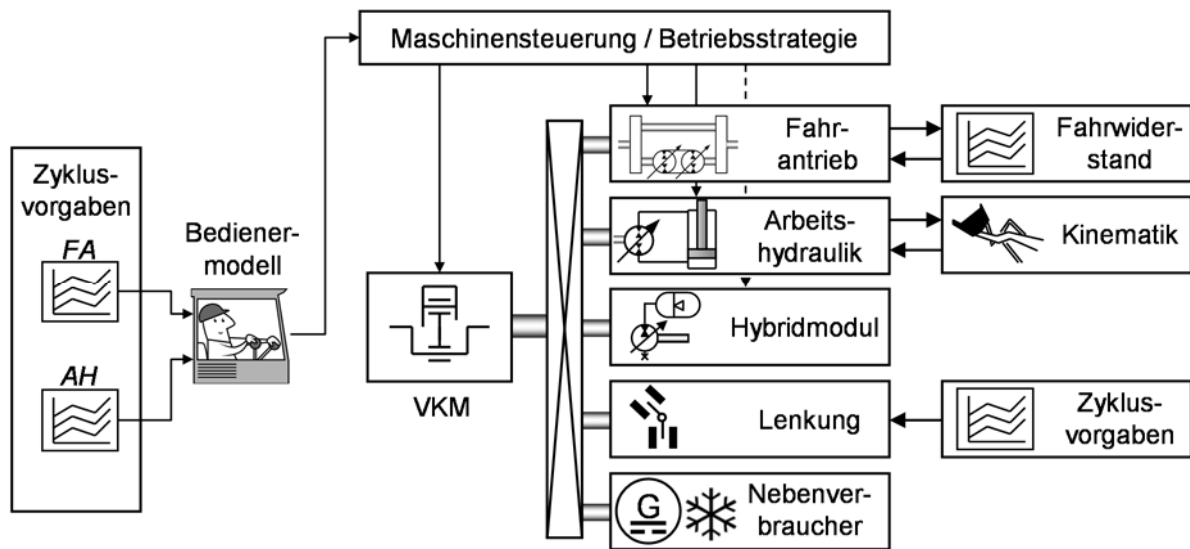 Maschinensteuerung / Betriebsstrategie
Zyklus-
vorgaben
FA
AH
Bediener-
modell
VKM
Fahr-
antrieb
Fahrwider-
stand
Arbeits-
hydraulik
Kinematik
Hybridmodul
Lenkung
Zyklus-
vorgaben
G
Nebenver-
braucher